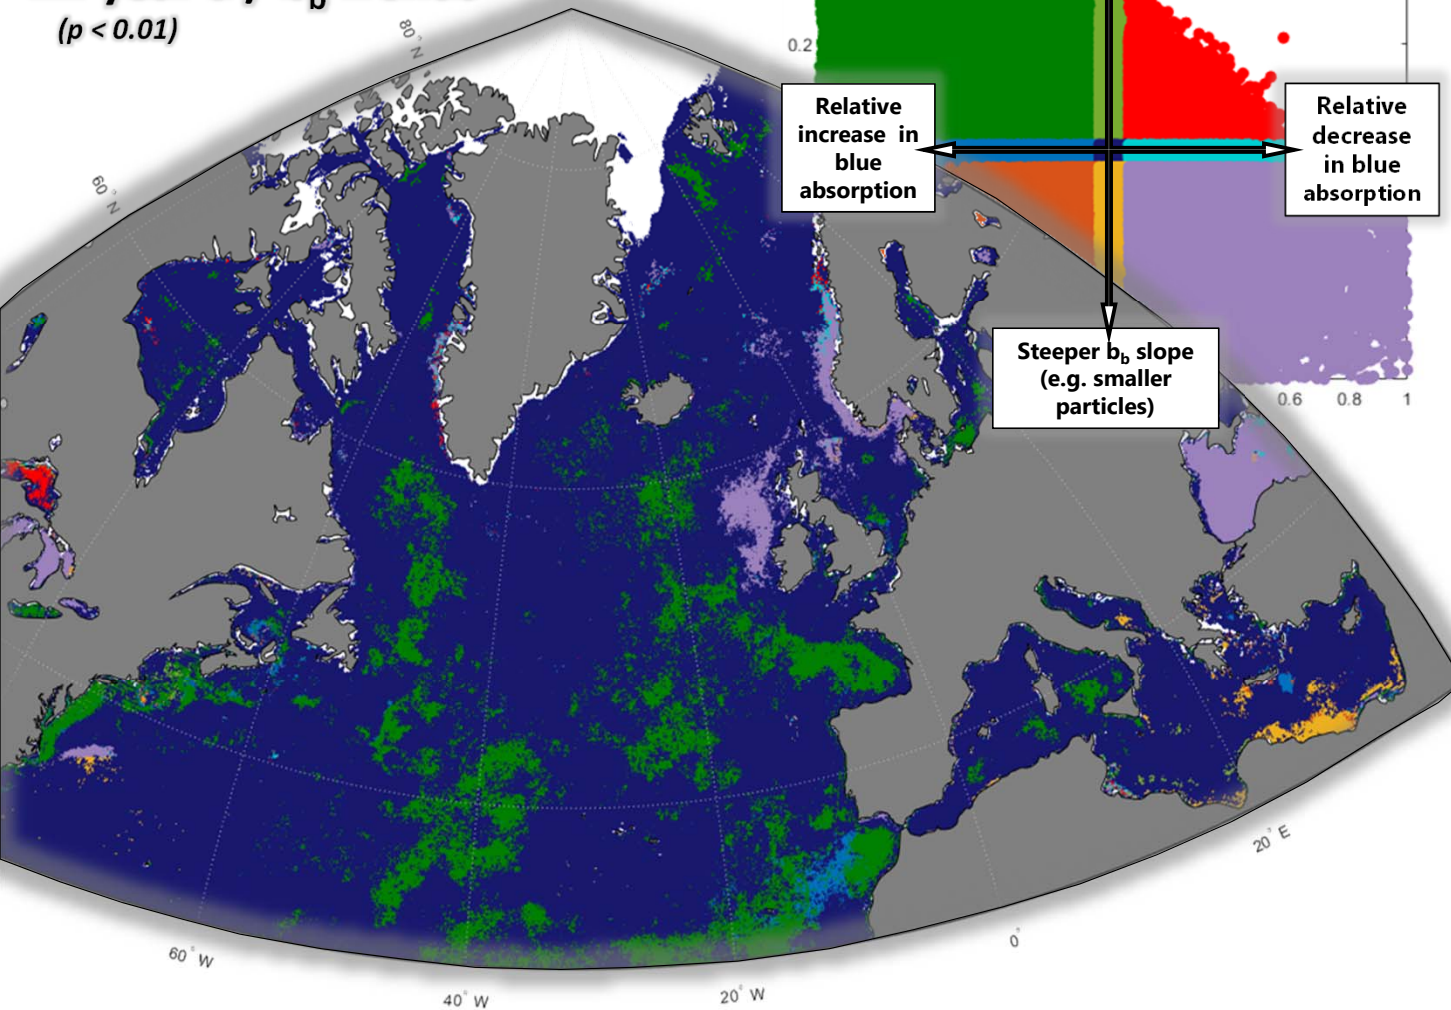 (p < 0.01)
80° N
0.2
Relative
increase in
blue
absorption
Relative
decrease
in blue
absorption
60° N
Steeper bb slope
(e.g. smaller
particles)
0.6 0.8 1
20° E
0°
60° W
40° W
20° W